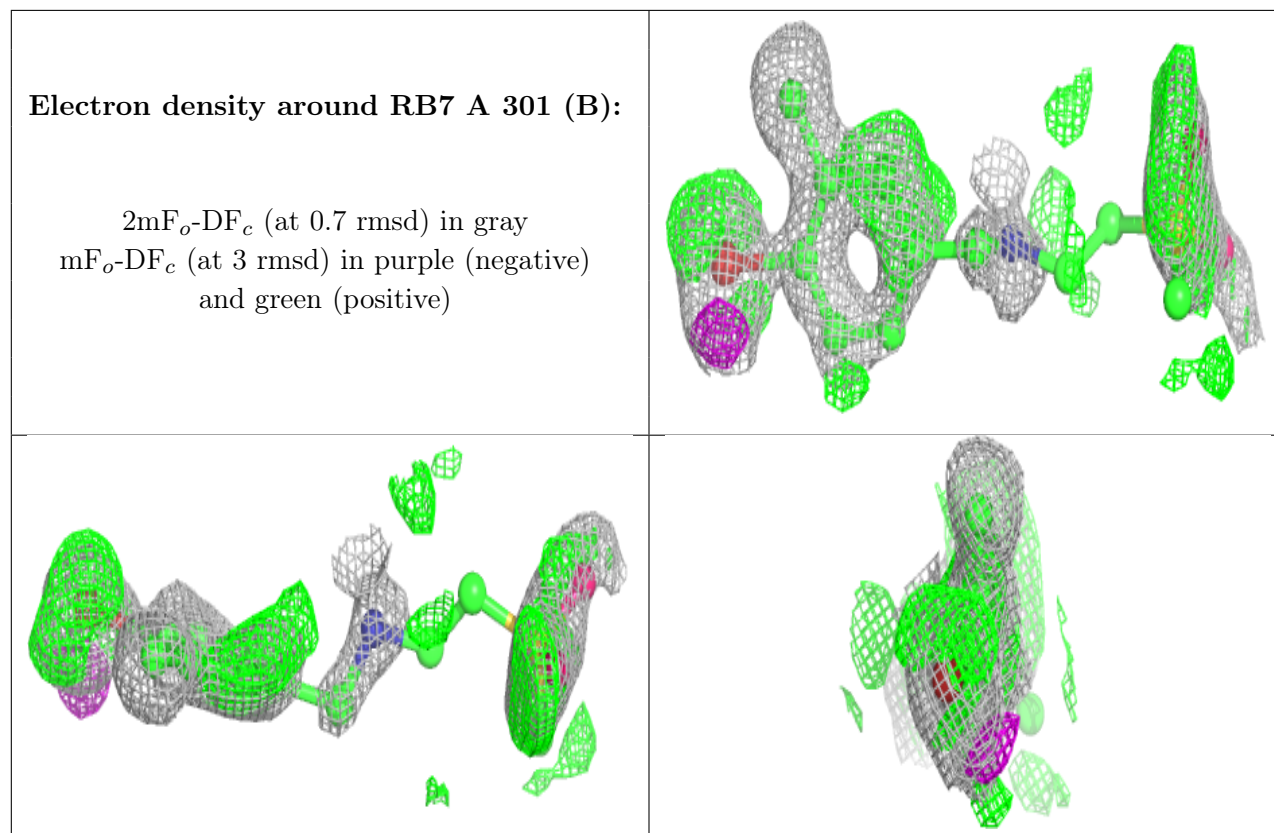 Electron density around RB7 A 301 (B):
2mFₒ-DF𝒸 (at 0.7 rmsd) in gray
mFₒ-DF𝒸 (at 3 rmsd) in purple (negative)
and green (positive)